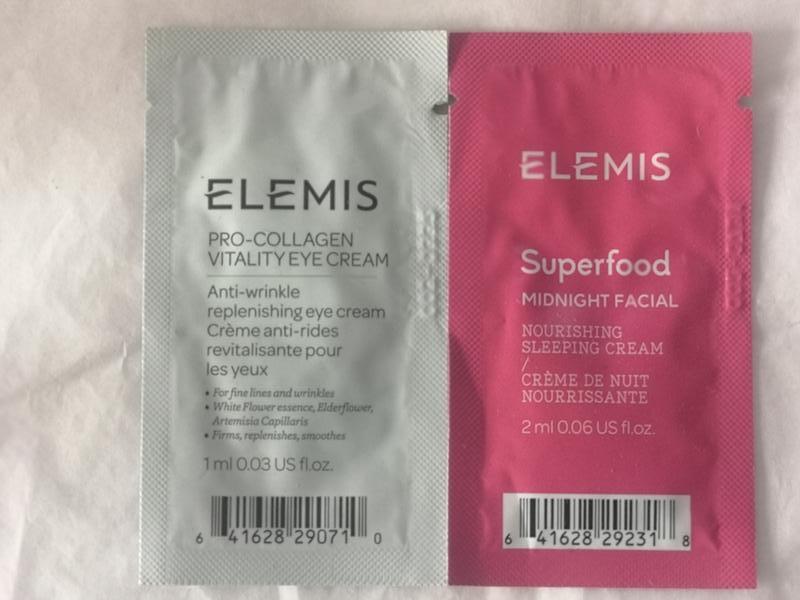 ELEMIS
PRO-COLLAGEN
VITALITY EYE CREAM
Anti-wrinkle
replenishing eye cream
Crème anti-rides
revitalisante pour
les yeux
• For fine lines and wrinkles
• White Flower essence, Elderflower,
Artemisia Capillaris
• Firms, replenishes, smoothes
1 ml 0.03 US fl.oz.
6 41628 29071 0
ELEMIS
Superfood
MIDNIGHT FACIAL
NOURISHING
SLEEPING CREAM
/
CRÈME DE NUIT
NOURRISSANTE
2 ml 0.06 US fl.oz.
6 41628 29231 8